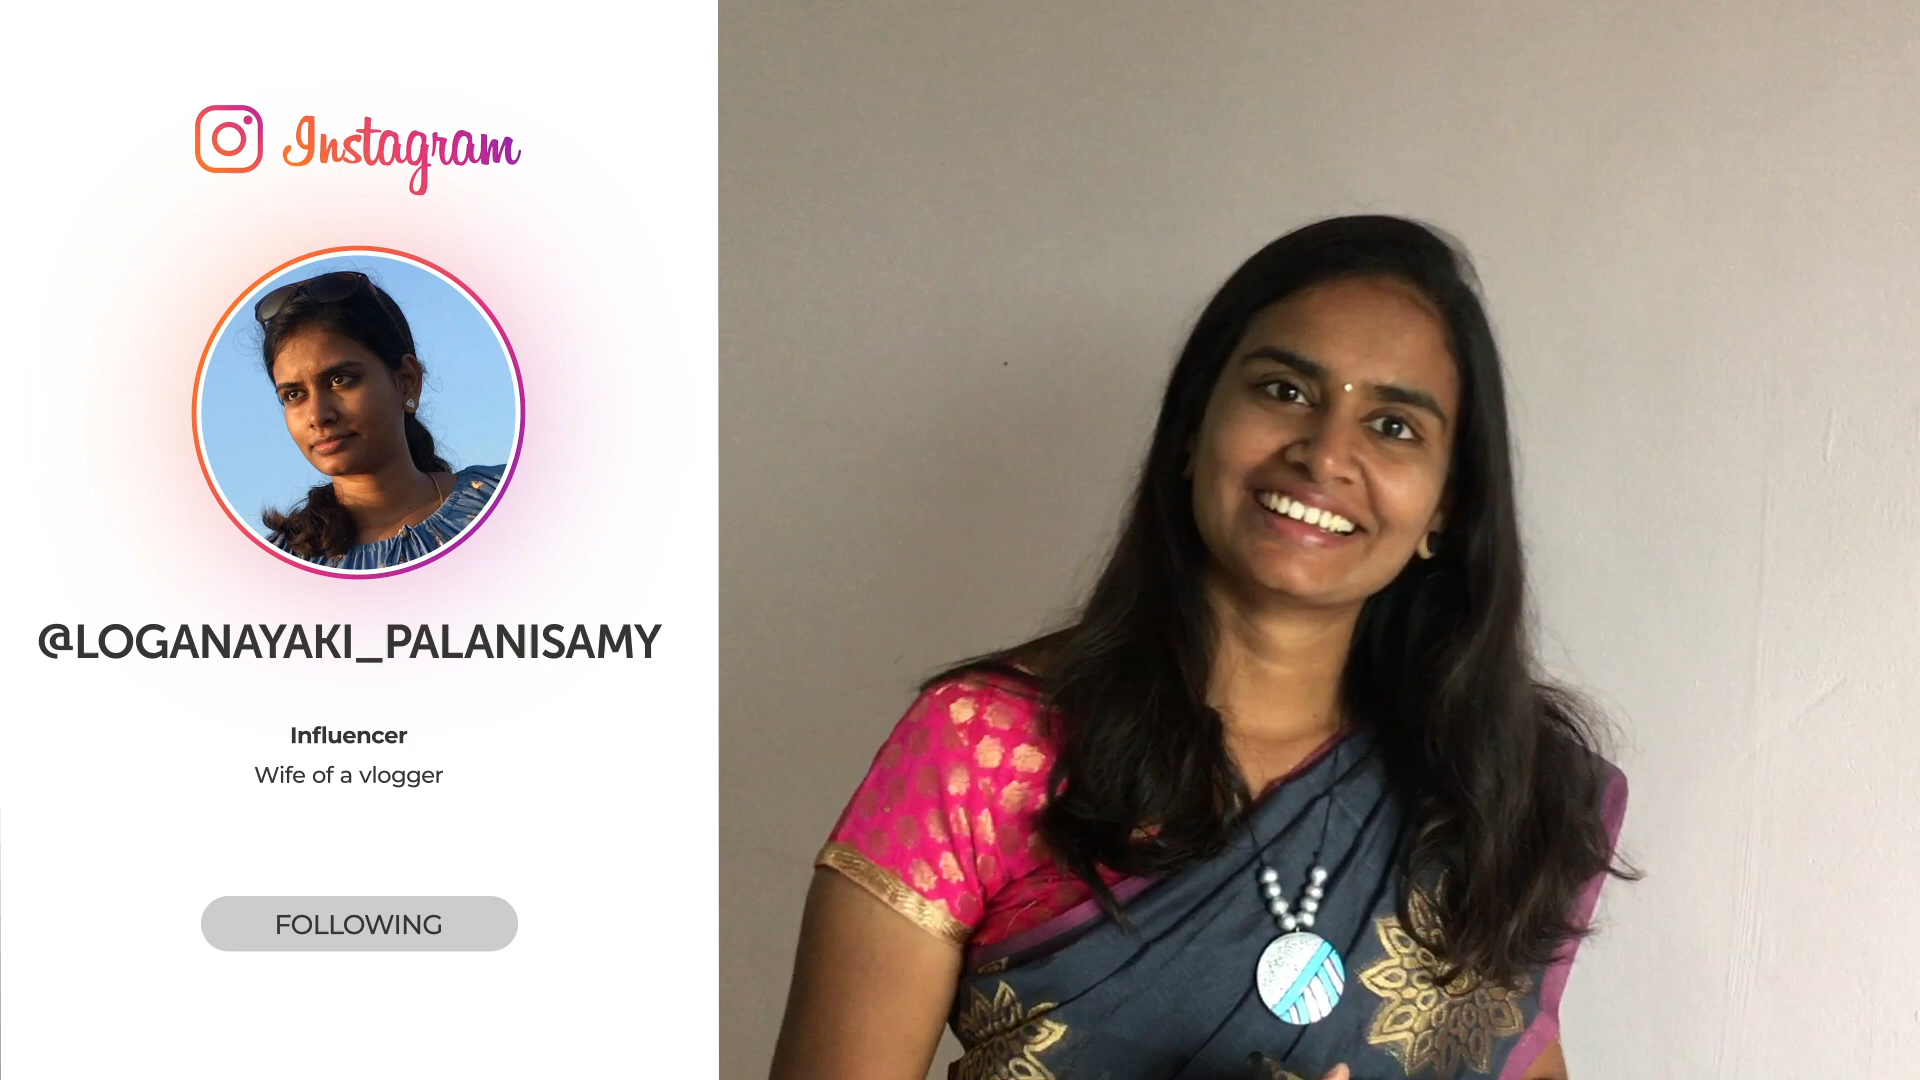 Instagram
@LOGANAYAKI_PALANISAMY
Influencer
Wife of a vlogger
FOLLOWING